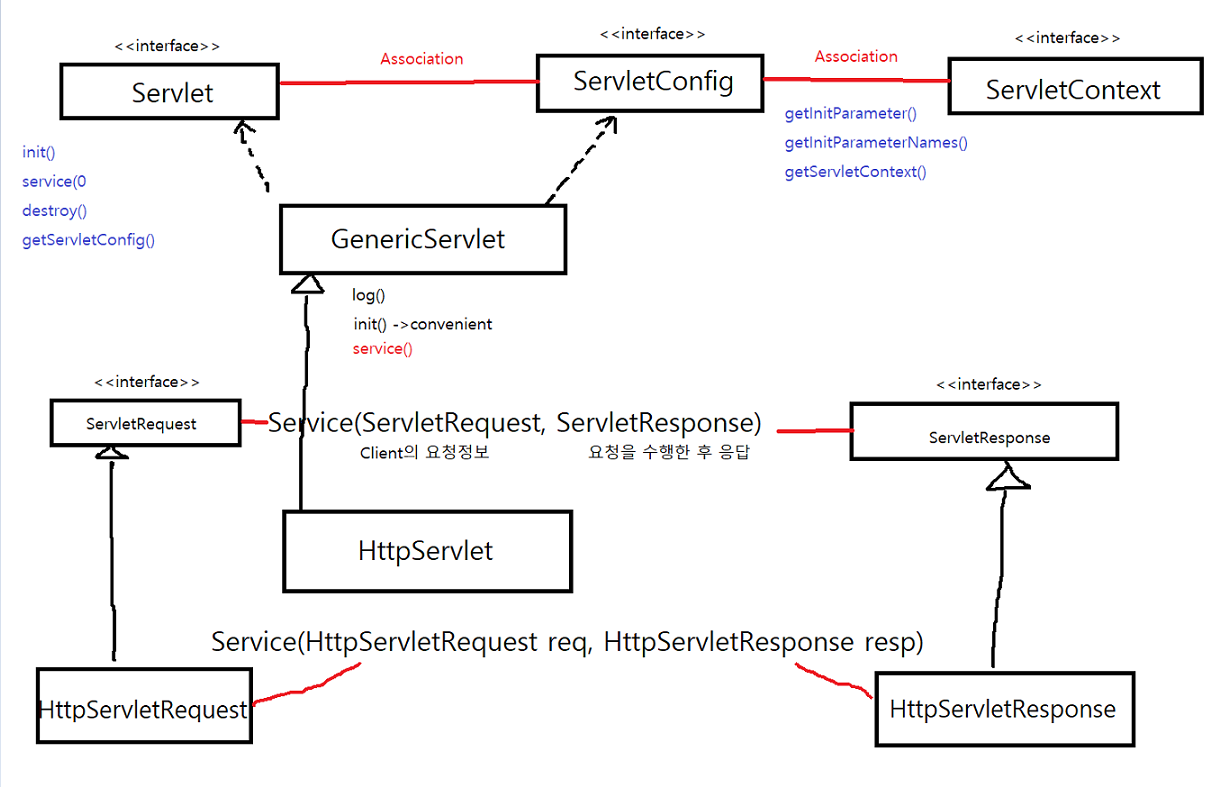 <<interface>>
Servlet
Association
<<interface>>
ServletConfig
Association
<<interface>>
ServletContext
init()
service(0
destroy()
getServletConfig()
getInitParameter()
getInitParameterNames()
getServletContext()
GenericServlet
log()
init() ->convenient
service()
<<interface>>
ServletRequest
Service(ServletRequest, ServletResponse)
Client의 요청정보
요청을 수행한 후 응답
<<interface>>
ServletResponse
HttpServlet
Service(HttpServletRequest req, HttpServletResponse resp)
HttpServletRequest
HttpServletResponse